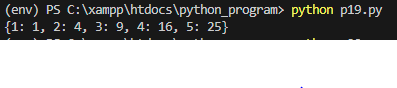 (env) PS C:\xampp\htdocs\python_program> python p19.py
{1: 1, 2: 4, 3: 9, 4: 16, 5: 25}